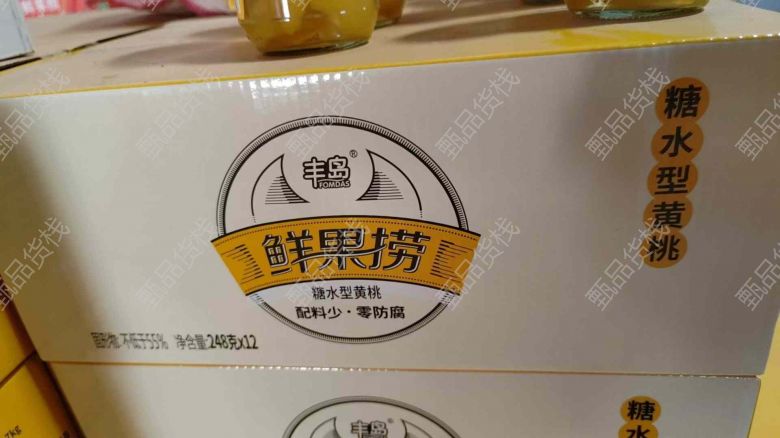 糖水型黄桃
丰岛®
FOMDAS
鲜果捞
糖水型黄桃
配料少·零防腐
固形物:不低于55% 净含量:248克x12
丰岛
糖水
7kg
甄品货栈